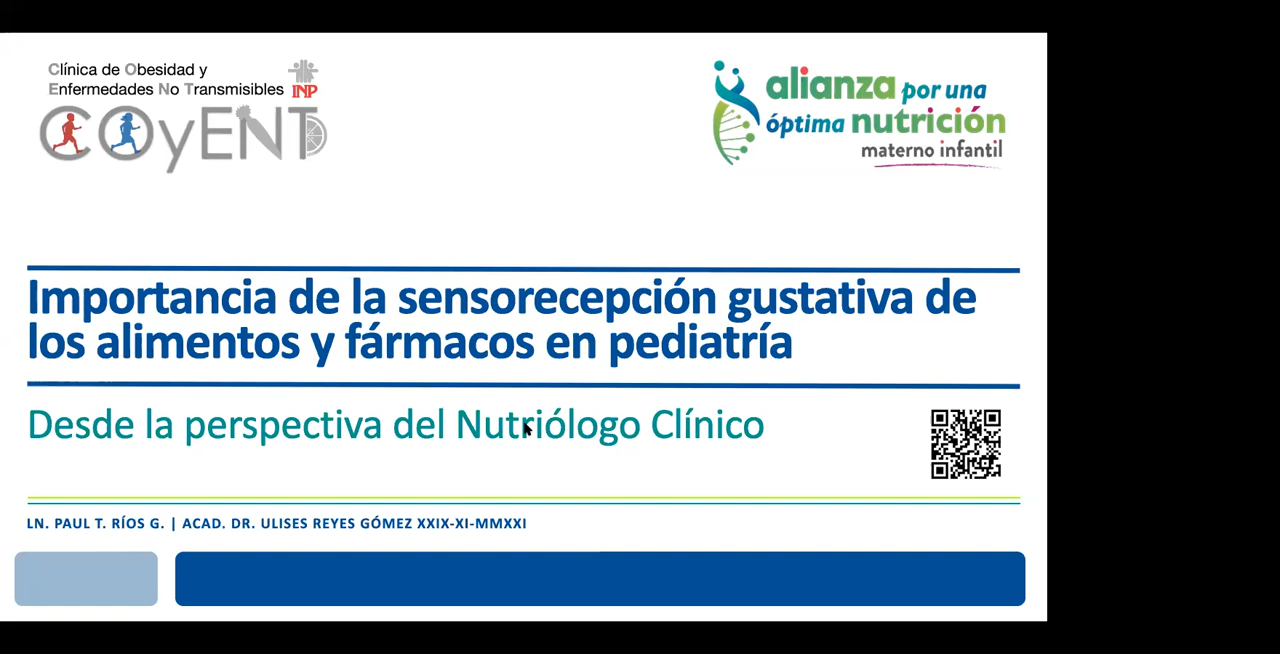 Clínica de Obesidad y
Enfermedades No Transmisibles INP
COyENT
alianza por una
óptima nutrición
materno infantil
Importancia de la sensorecepción gustativa de
los alimentos y fármacos en pediatría
Desde la perspectiva del Nutriólogo Clínico
LN. PAUL T. RÍOS G. | ACAD. DR. ULISES REYES GÓMEZ XXIX-XI-MMXXI